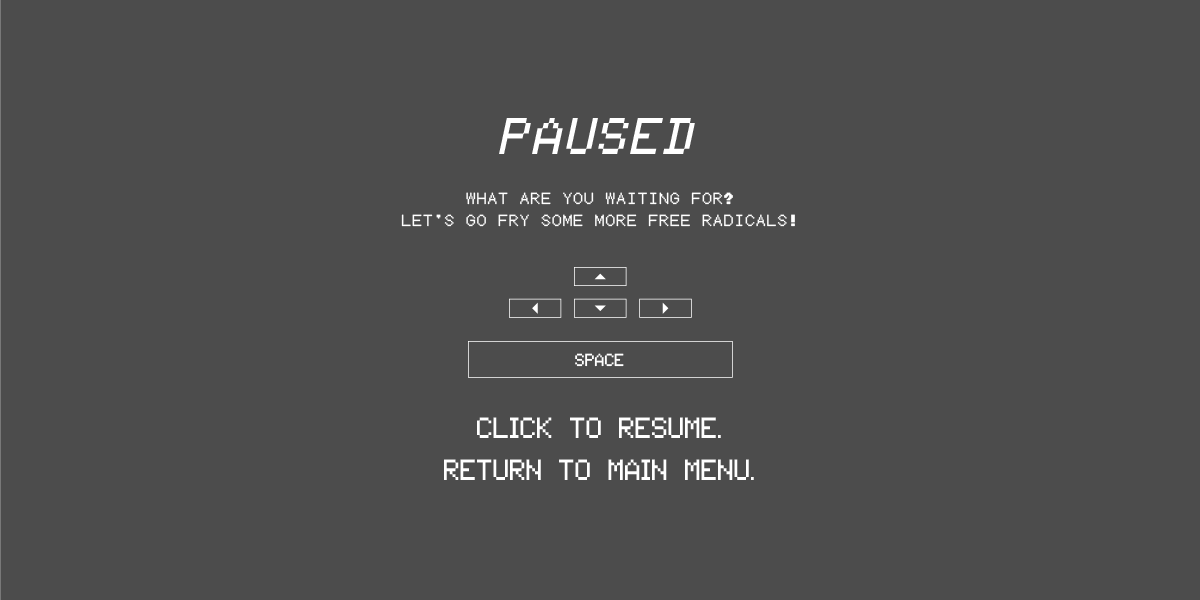 PAUSED
WHAT ARE YOU WAITING FOR?
LET'S GO FRY SOME MORE FREE RADICALS!
SPACE
CLICK TO RESUME.
RETURN TO MAIN MENU.